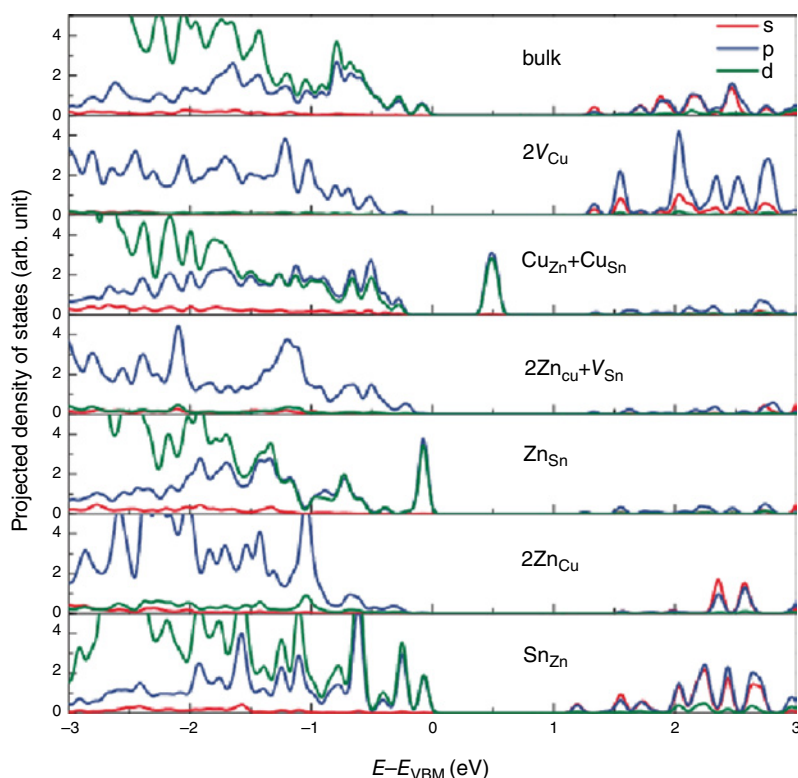 4
2
0
bulk
s
p
d
4
2
0
2V_Cu
4
2
0
Cu_Zn+Cu_Sn
4
2
0
2Zn_cu+V_Sn
4
2
0
Zn_Sn
4
2
0
2Zn_Cu
4
2
0
Sn_Zn
Projected density of states (arb. unit)
−3 −2 −1 0 1 2 3
E–E_VBM (eV)